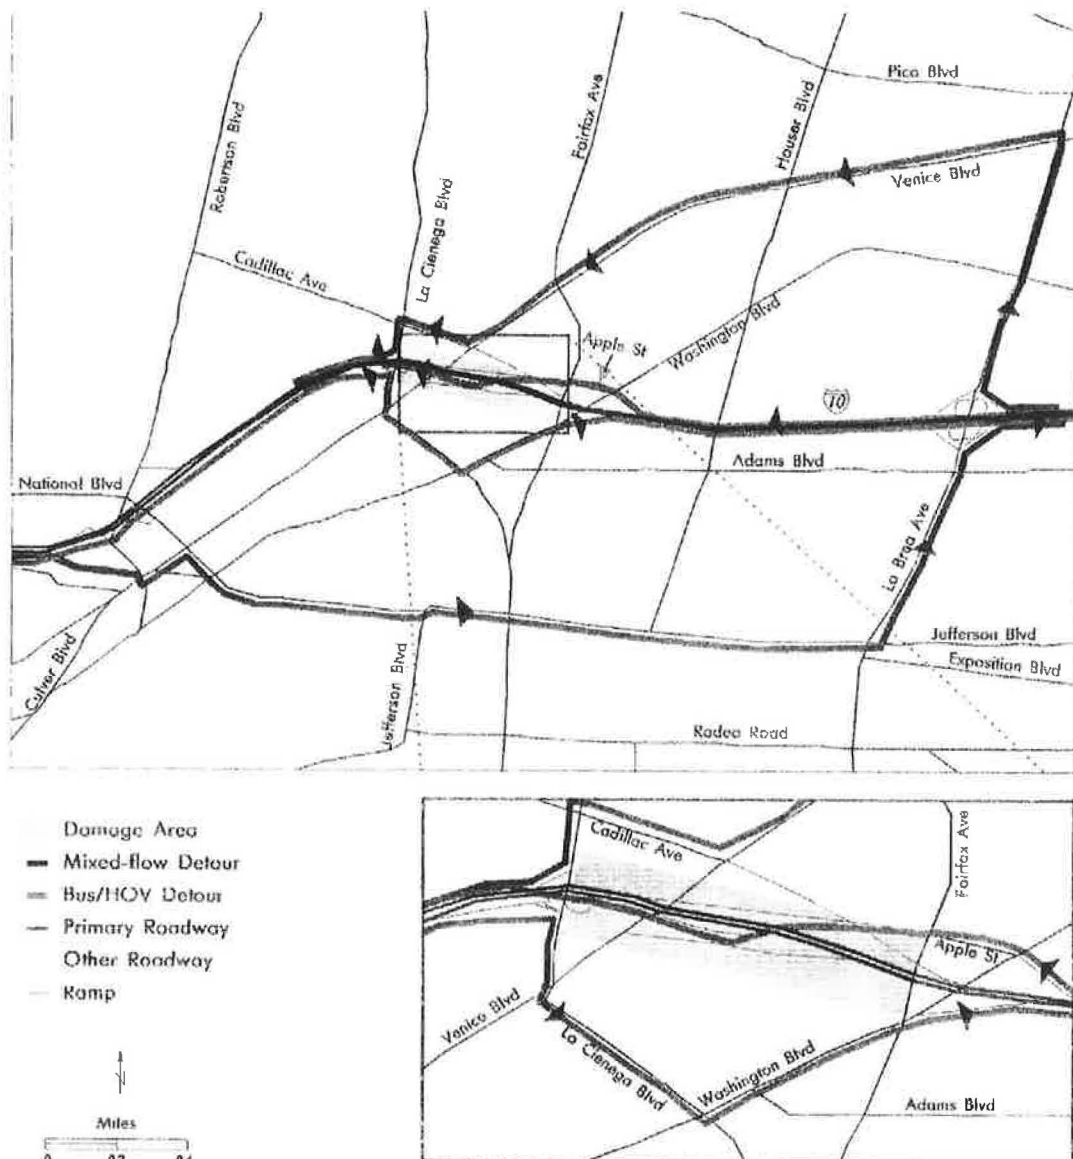 Pico Blvd
Robertson Blvd
La Cienega Blvd
Fairfax Ave
Hauser Blvd
Venice Blvd
Cadillac Ave
Apple St
Washington Blvd
10
Adams Blvd
National Blvd
La Brea Ave
Jefferson Blvd
Exposition Blvd
Culver Blvd
Jefferson Blvd
Rodeo Road
Damage Area
Mixed-flow Detour
Bus/HOV Detour
Primary Roadway
Other Roadway
Ramp
N
Miles
0
Cadillac Ave
Fairfax Ave
Apple St
Venice Blvd
La Cienega Blvd
Washington Blvd
Adams Blvd